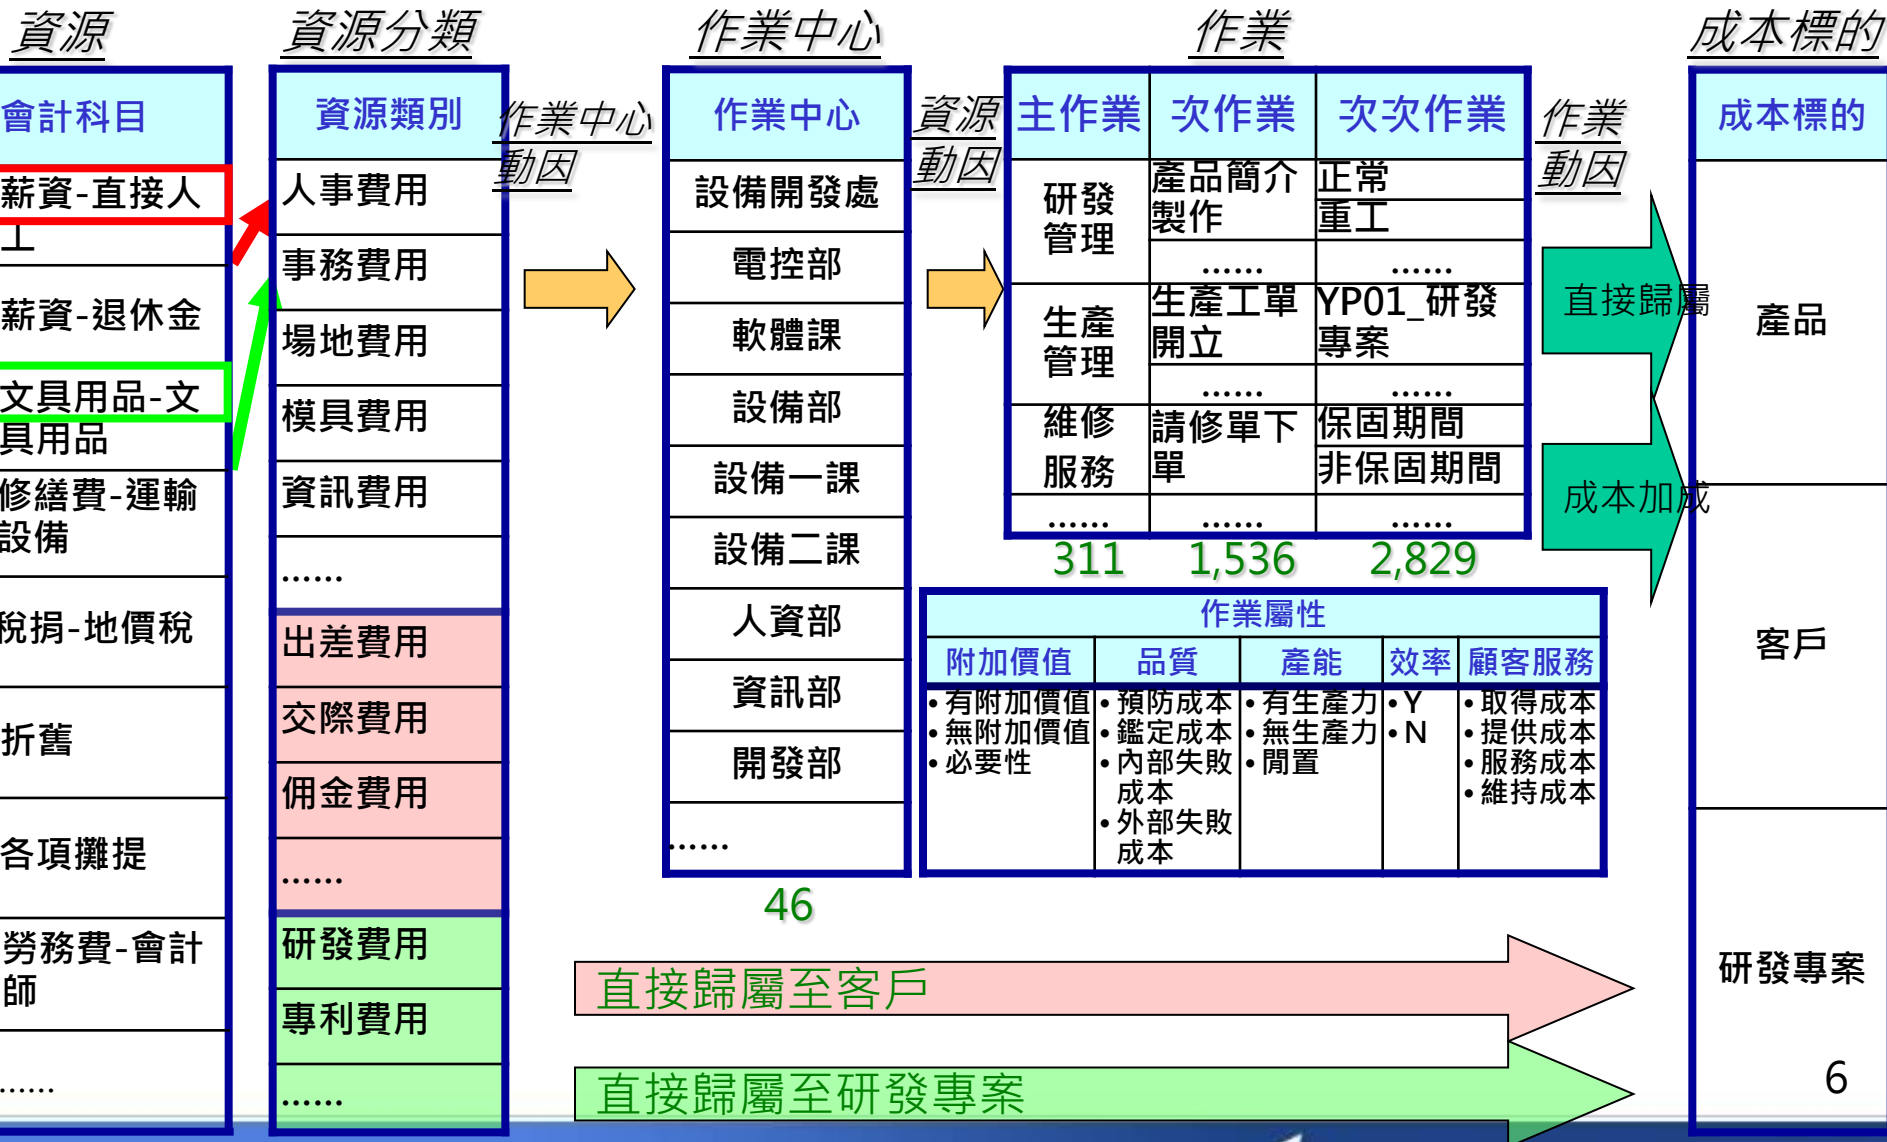 資源
資源分類
作業中心
作業
成本標的
會計科目
薪資-直接人
工
薪資-退休金
文具用品-文
具用品
修繕費-運輸
設備
稅捐-地價稅
折舊
各項攤提
勞務費-會計
師
......
資源類別
人事費用
事務費用
場地費用
模具費用
資訊費用
......
出差費用
交際費用
佣金費用
......
研發費用
專利費用
......
作業中心
動因
作業中心
設備開發處
電控部
軟體課
設備部
設備一課
設備二課
人資部
資訊部
開發部
......
46
資源
動因
主作業
次作業
次次作業
研發
管理
產品簡介
製作
正常
重工
......
......
生產
管理
生產工單
開立
YP01_研發
專案
......
......
維修
服務
請修單下
單
保固期間
非保固期間
......
......
......
311
1,536
2,829
作業
動因
直接歸屬
成本加成
作業屬性
附加價值
品質
產能
效率
顧客服務
•有附加價值
•無附加價值
•必要性
•預防成本
•鑑定成本
•內部失敗
成本
•外部失敗
成本
•有生產力
•無生產力
•閒置
•Y
•N
•取得成本
•提供成本
•服務成本
•維持成本
直接歸屬至客戶
直接歸屬至研發專案
成本標的
產品
客戶
研發專案
6